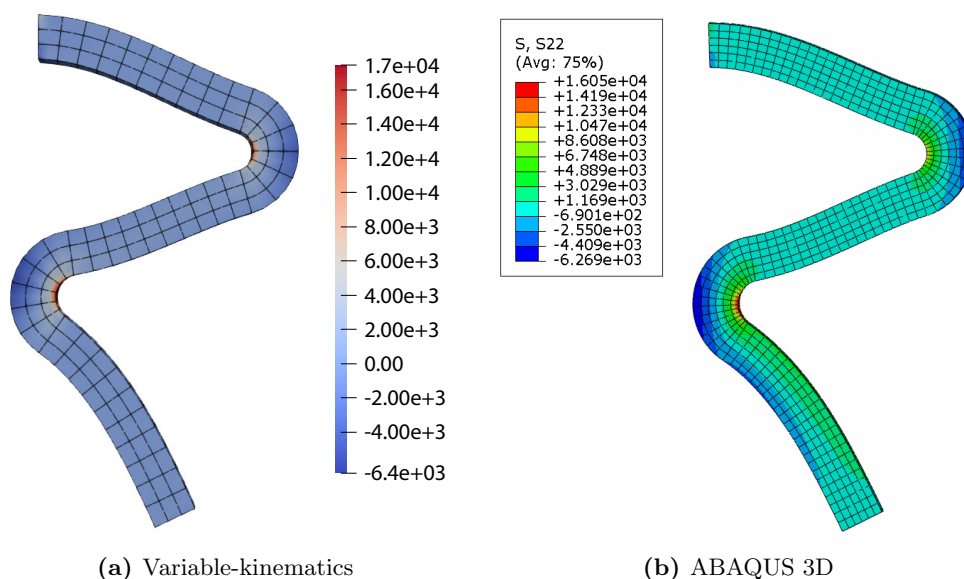 1.7e+04
1.60e+4
1.40e+4
1.20e+4
1.00e+4
8.00e+3
6.00e+3
4.00e+3
2.00e+3
0.00
-2.00e+3
-4.00e+3
-6.4e+03
S, S22
(Avg: 75%)
+1.605e+04
+1.419e+04
+1.233e+04
+1.047e+04
+8.608e+03
+6.748e+03
+4.889e+03
+3.029e+03
+1.169e+03
-6.901e+02
-2.550e+03
-4.409e+03
-6.269e+03
(a) Variable-kinematics
(b) ABAQUS 3D